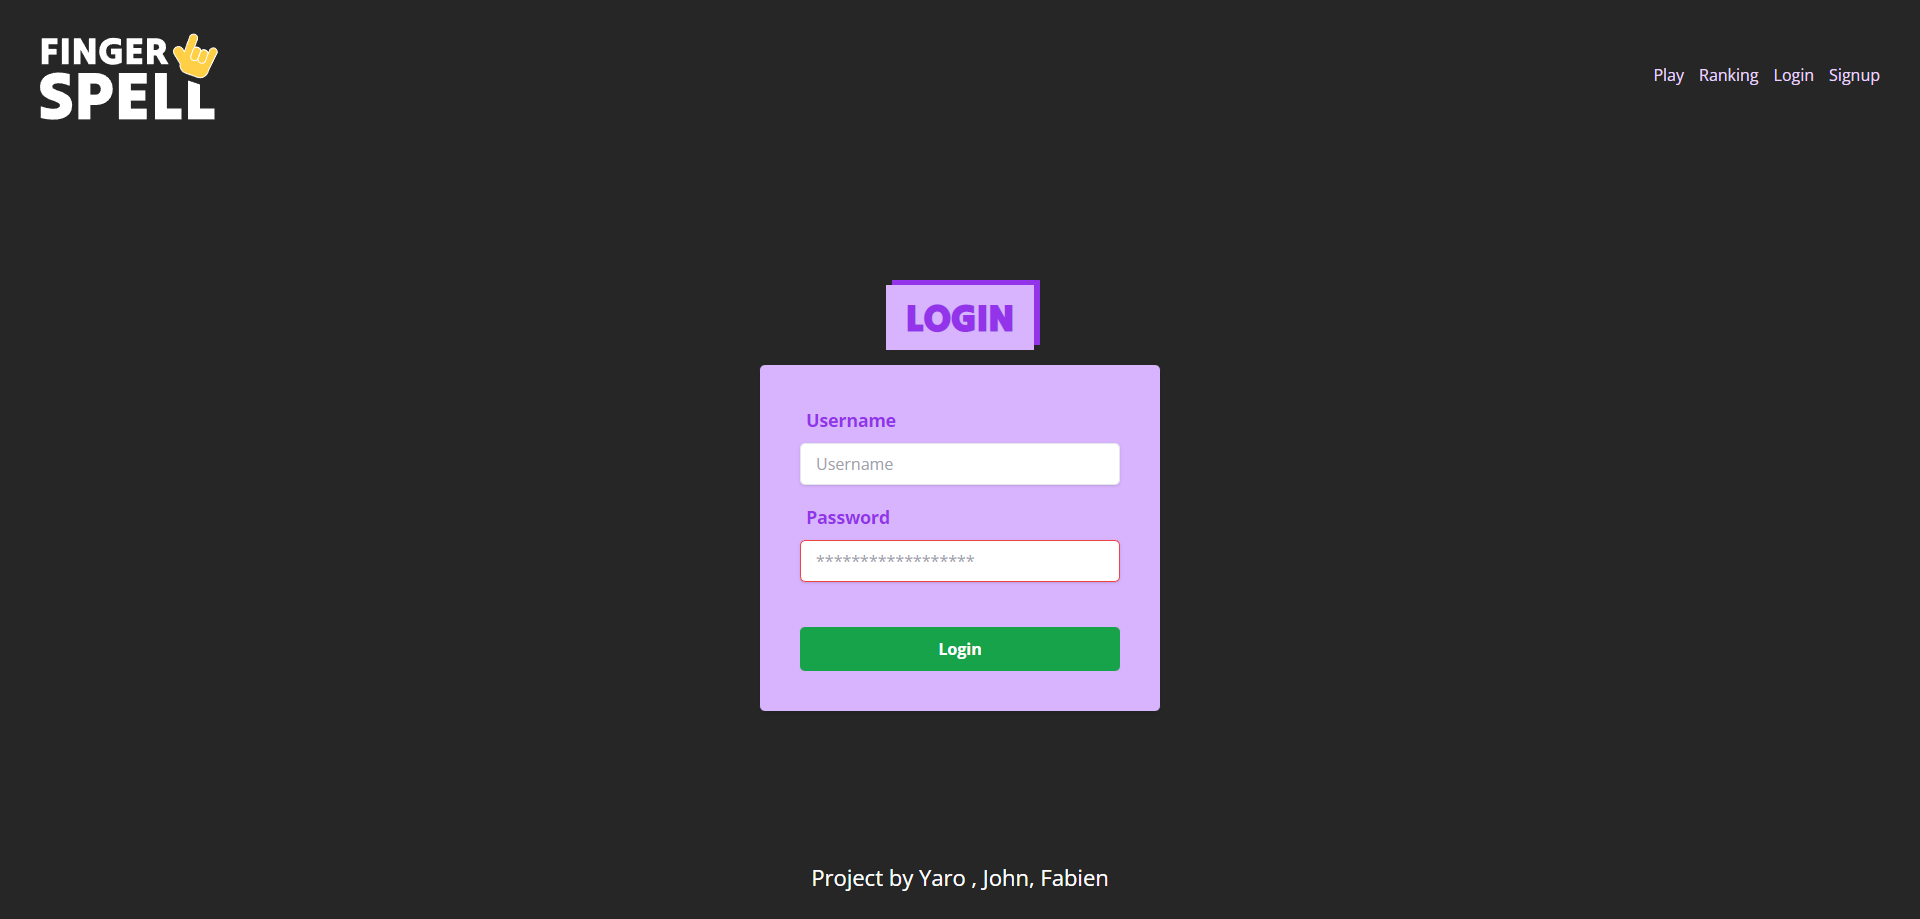 FINGER
SPELL
Play Ranking Login Signup
LOGIN
Username
Username
Password
******************
Login
Project by Yaro , John, Fabien